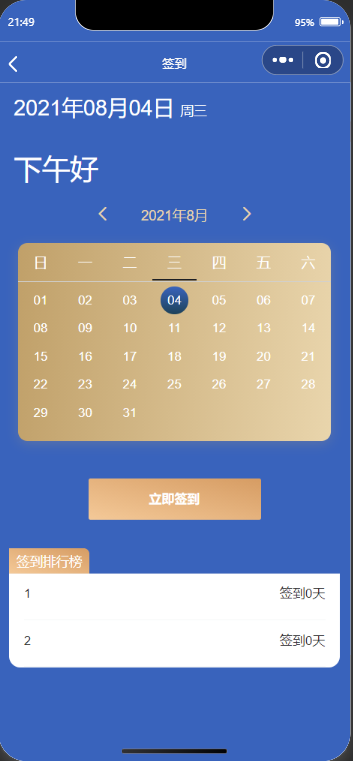 21:49 95%
签到
2021年08月04日 周三
下午好
2021年8月
日 一 二 三 四 五 六
01 02 03 04 05 06 07
08 09 10 11 12 13 14
15 16 17 18 19 20 21
22 23 24 25 26 27 28
29 30 31
立即签到
签到排行榜
1 签到0天
2 签到0天